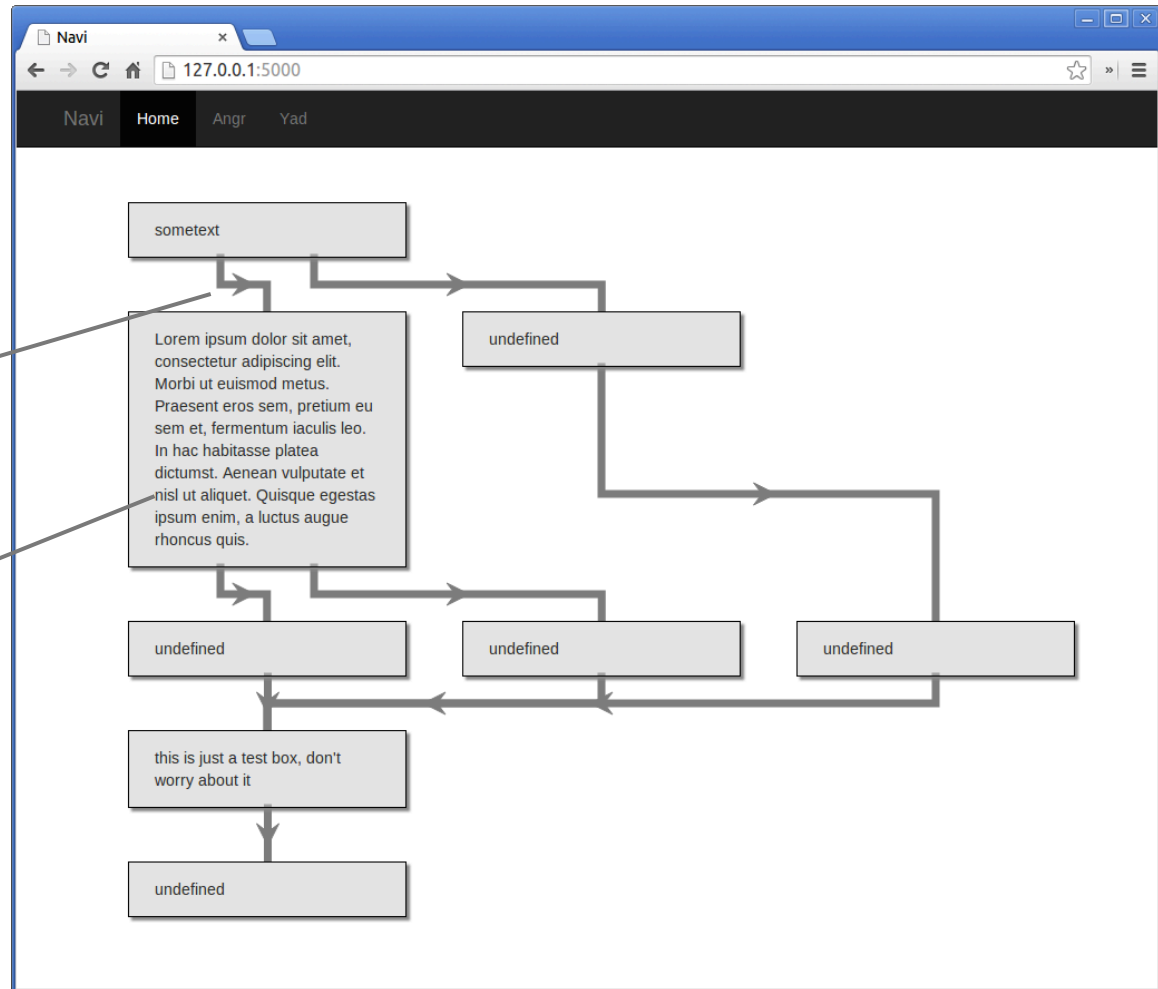 Navi
127.0.0.1:5000
Navi Home Angr Yad
sometext
Lorem ipsum dolor sit amet,
consectetur adipiscing elit.
Morbi ut euismod metus.
Praesent eros sem, pretium eu
sem et, fermentum iaculis leo.
In hac habitasse platea
dictumst. Aenean vulputate et
nisl ut aliquet. Quisque egestas
ipsum enim, a luctus augue
rhoncus quis.
undefined
undefined
undefined
undefined
this is just a test box, don't
worry about it
undefined